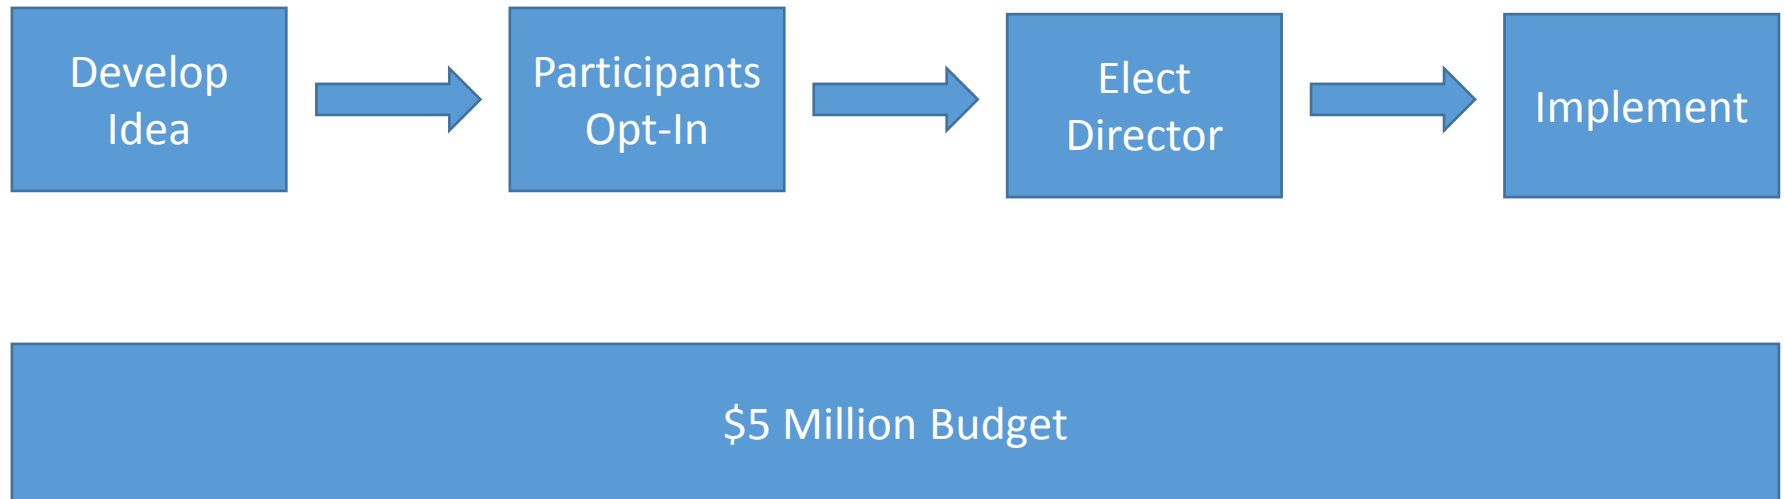 Develop
Idea
Participants
Opt-In
Elect
Director
Implement
$5 Million Budget